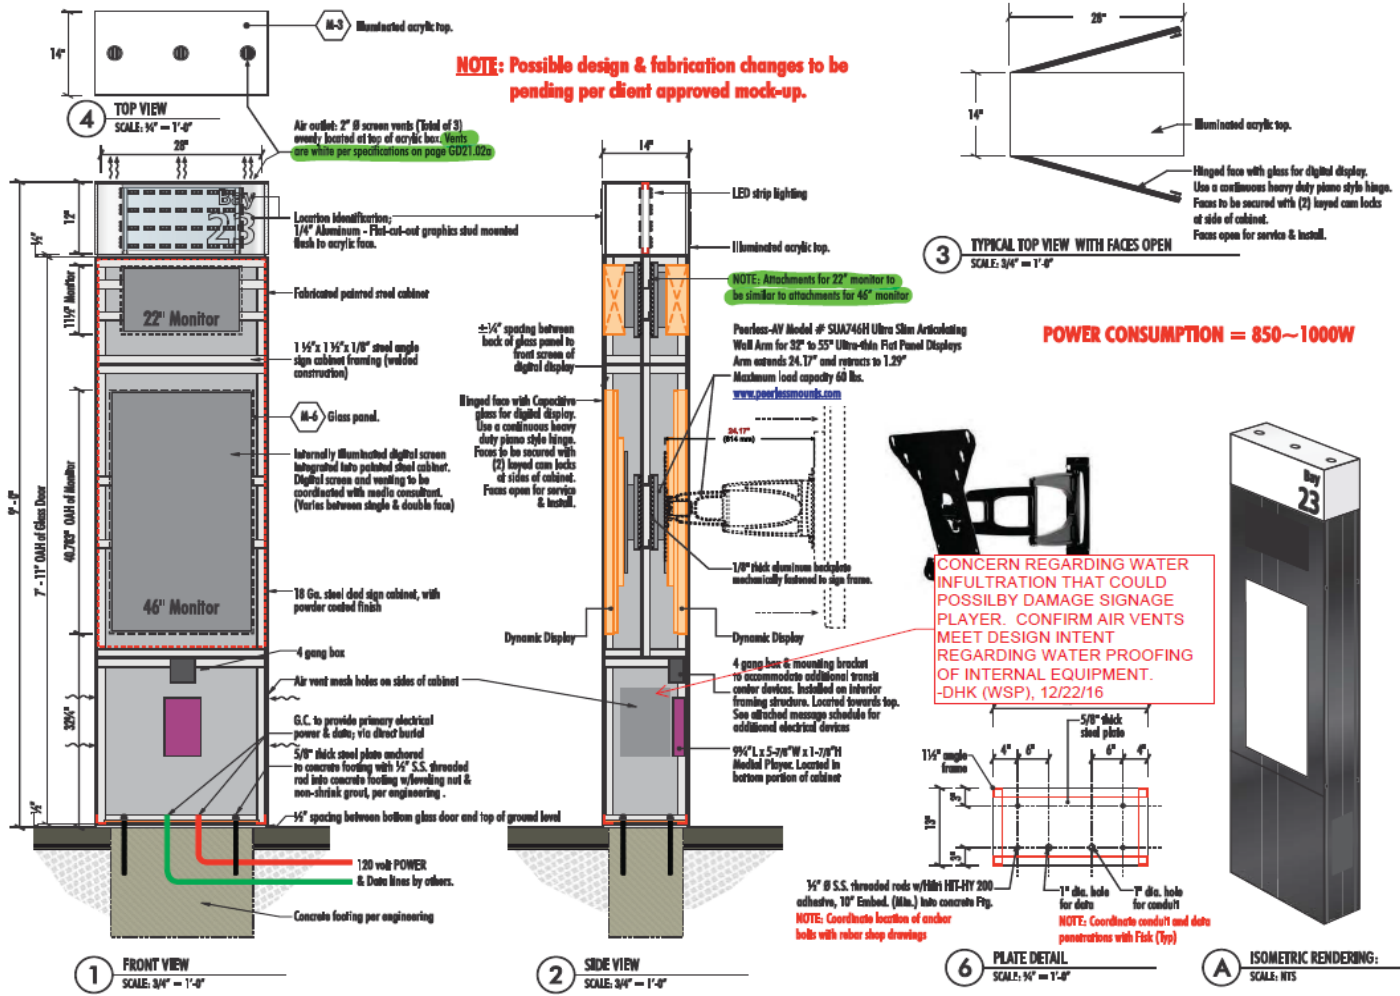 14"
M-3
Illuminated acrylic top.
4
TOP VIEW
SCALE: ¾" = 1'-0"
28"
NOTE: Possible design & fabrication changes to be
pending per client approved mock-up.
Air outlet: 2" Ø screen vents (Total of 3)
evenly located at top of acrylic box. Vents
are white per specifications on page GD21.02a
28"
14"
Illuminated acrylic top.
Hinged face with glass for digital display.
Use a continuous heavy duty piano style hinge.
Faces to be secured with (2) keyed cam locks
at side of cabinet.
Faces open for service & install.
3
TYPICAL TOP VIEW WITH FACES OPEN
SCALE: 3/4" = 1'-0"
12"
½"
11½" Monitor
9' - 0"
7' - 11" OAH of Glass Door
40.783" OAH of Monitor
32¾"
½"
Bay
23
22" Monitor
46" Monitor
Location identification;
1/4" Aluminum - Flat-cut-out graphics stud mounted
flush to acrylic face.
Fabricated painted steel cabinet
1 ½"x 1 ½"x 1/8" steel angle
sign cabinet framing (welded
construction)
M-6
Glass panel.
Internally illuminated digital screen
integrated into painted steel cabinet.
Digital screen and venting to be
coordinated with media consultant.
(Varies between single & double face)
18 Ga. steel clad sign cabinet, with
powder coated finish
4 gang box
Air vent mesh holes on sides of cabinet
G.C. to provide primary electrical
power & data; via direct burial
5/8" thick steel plate anchored
to concrete footing with ½" S.S. threaded
rod into concrete footing w/leveling nut &
non-shrink grout, per engineering .
½" spacing between bottom glass door and top of ground level
120 volt POWER
& Data lines by others.
Concrete footing per engineering
1
FRONT VIEW
SCALE: 3/4" = 1'-0"
14"
LED strip lighting
Illuminated acrylic top.
NOTE: Attachments for 22" monitor to
be similar to attachments for 46" monitor
±¼" spacing between
back of glass panel to
front screen of
digital display
Hinged face with Capacitive
glass for digital display.
Use a continuous heavy
duty piano style hinge.
Faces to be secured with
(2) keyed cam locks
at sides of cabinet.
Faces open for service
& install.
Peerless-AV Model # SUA746H Ultra Slim Articulating
Wall Arm for 32" to 55" Ultra-thin Flat Panel Displays
Arm extends 24.17" and retracts to 1.29"
Maximum load capacity 60 lbs.
www.peerlessmounts.com
24.17"
(614 mm)
1/8" thick aluminum backplate
mechanically fastened to sign frame.
Dynamic Display
Dynamic Display
4 gang box & mounting bracket
to accommodate additional transit
center devices. Installed on interior
framing structure. Located towards top.
See attached message schedule for
additional electrical devices
9¾"L x 5-7/8"W x 1-7/8"H
Medial Player. Located in
bottom portion of cabinet
2
SIDE VIEW
SCALE: 3/4" = 1'-0"
POWER CONSUMPTION = 850~1000W
CONCERN REGARDING WATER
INFULTRATION THAT COULD
POSSILBY DAMAGE SIGNAGE
PLAYER. CONFIRM AIR VENTS
MEET DESIGN INTENT
REGARDING WATER PROOFING
OF INTERNAL EQUIPMENT.
-DHK (WSP), 12/22/16
5/8" thick
steel plate
1½" angle
frame
4"
6"
6"
4"
13"
3"
½" Ø S.S. threaded rods w/Hilti HIT-HY 200
adhesive, 10" Embed. (Min.) into concrete Ftg.
NOTE: Coordinate location of anchor
bolts with rebar shop drawings
1" dia. hole
for data
1" dia. hole
for conduit
NOTE: Coordinate conduit and data
penetrations with Fisk (Typ)
6
PLATE DETAIL
SCALE: ¾" = 1'-0"
Bay
23
A
ISOMETRIC RENDERING:
SCALE: NTS